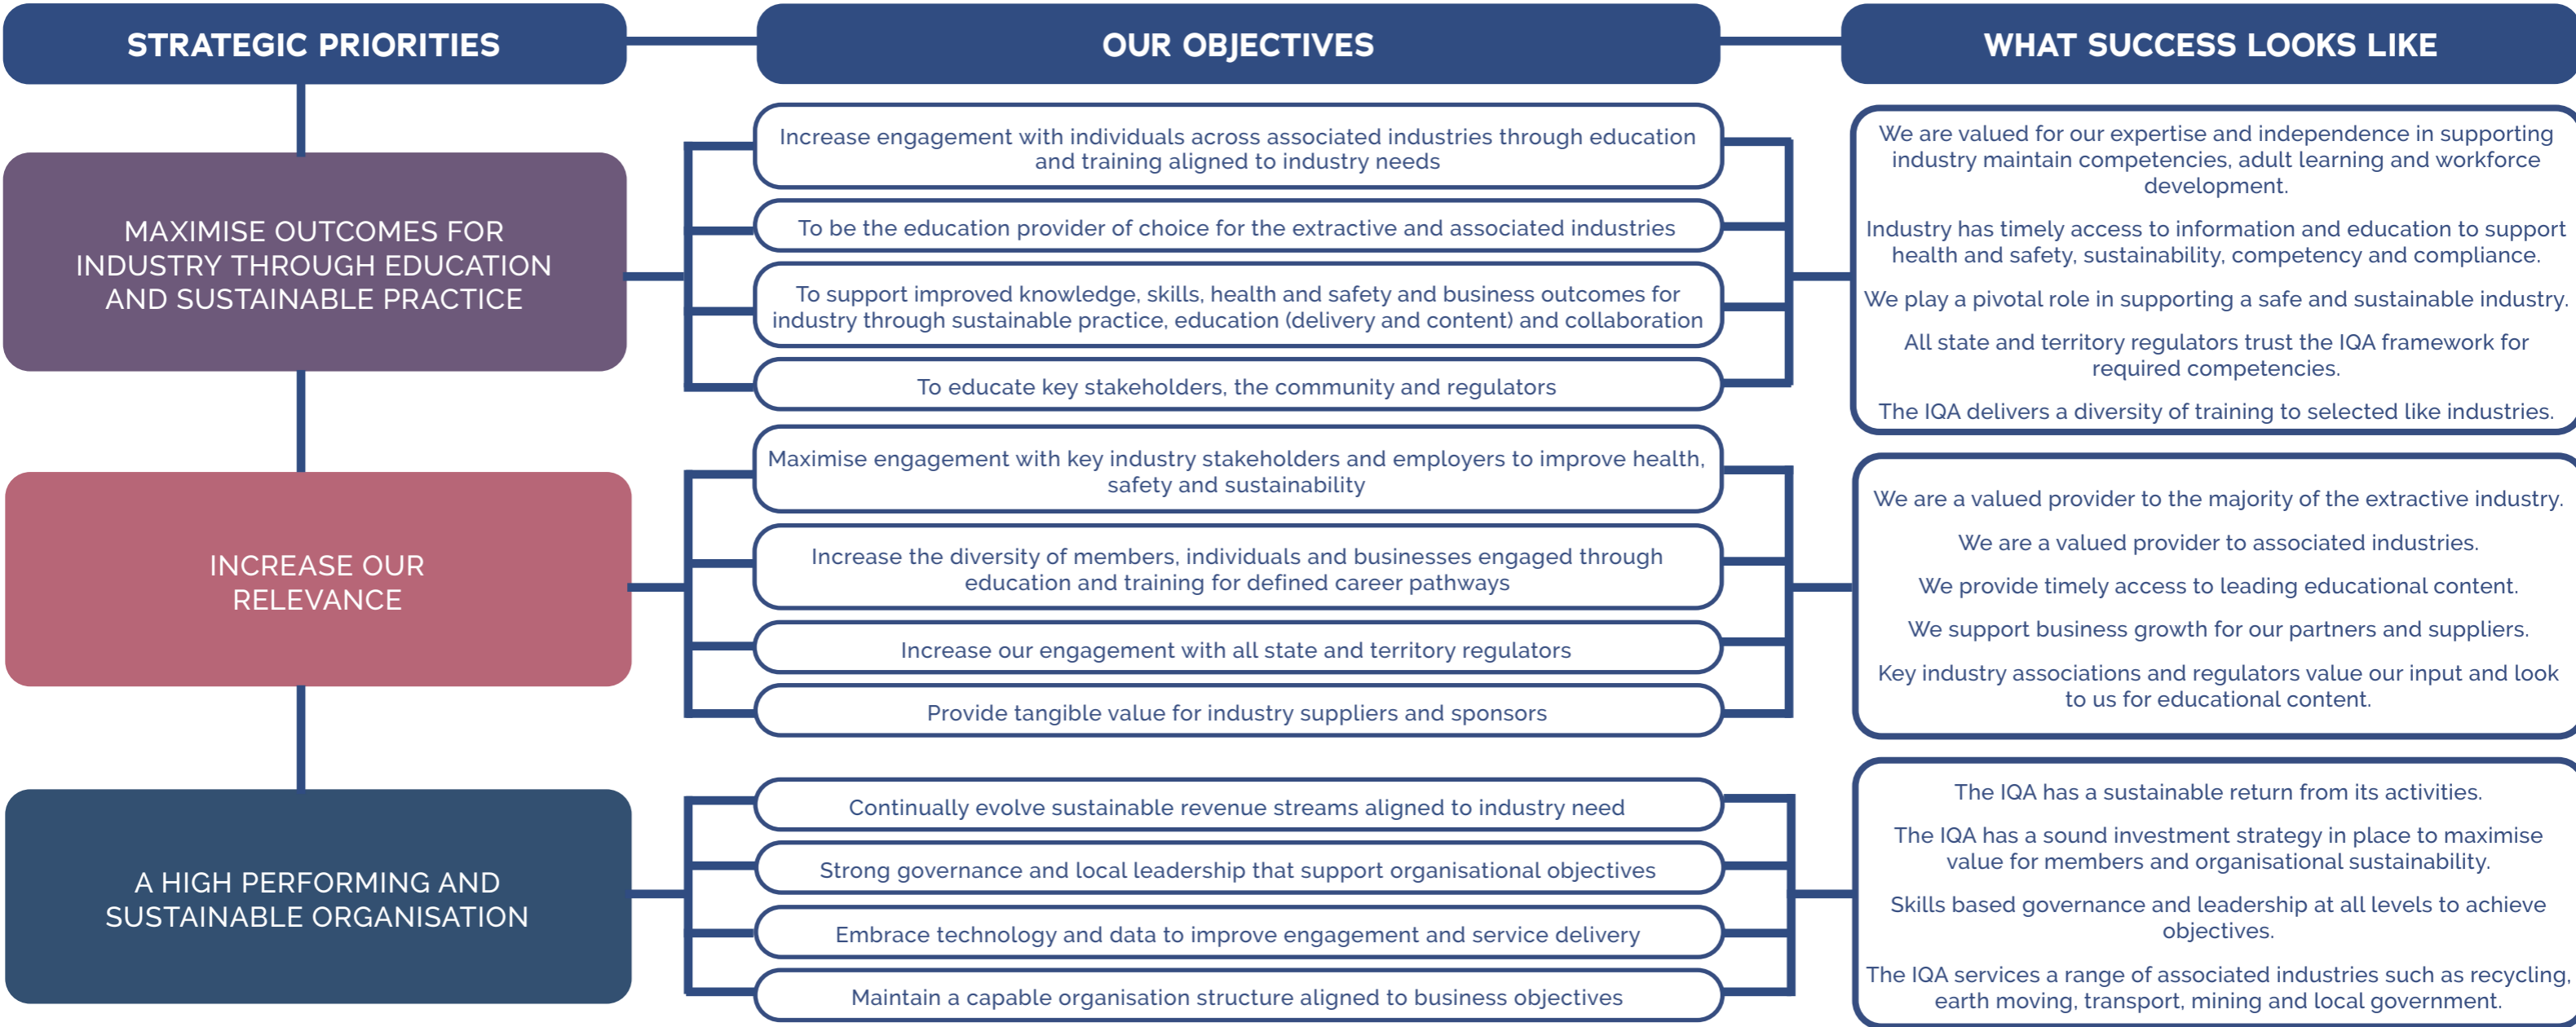 STRATEGIC PRIORITIES
OUR OBJECTIVES
WHAT SUCCESS LOOKS LIKE
MAXIMISE OUTCOMES FOR
INDUSTRY THROUGH EDUCATION
AND SUSTAINABLE PRACTICE
Increase engagement with individuals across associated industries through education
and training aligned to industry needs
To be the education provider of choice for the extractive and associated industries
To support improved knowledge, skills, health and safety and business outcomes for
industry through sustainable practice, education (delivery and content) and collaboration
To educate key stakeholders, the community and regulators
We are valued for our expertise and independence in supporting
industry maintain competencies, adult learning and workforce
development.
Industry has timely access to information and education to support
health and safety, sustainability, competency and compliance.
We play a pivotal role in supporting a safe and sustainable industry.
All state and territory regulators trust the IQA framework for
required competencies.
The IQA delivers a diversity of training to selected like industries.
INCREASE OUR
RELEVANCE
Maximise engagement with key industry stakeholders and employers to improve health,
safety and sustainability
Increase the diversity of members, individuals and businesses engaged through
education and training for defined career pathways
Increase our engagement with all state and territory regulators
Provide tangible value for industry suppliers and sponsors
We are a valued provider to the majority of the extractive industry.
We are a valued provider to associated industries.
We provide timely access to leading educational content.
We support business growth for our partners and suppliers.
Key industry associations and regulators value our input and look
to us for educational content.
A HIGH PERFORMING AND
SUSTAINABLE ORGANISATION
Continually evolve sustainable revenue streams aligned to industry need
Strong governance and local leadership that support organisational objectives
Embrace technology and data to improve engagement and service delivery
Maintain a capable organisation structure aligned to business objectives
The IQA has a sustainable return from its activities.
The IQA has a sound investment strategy in place to maximise
value for members and organisational sustainability.
Skills based governance and leadership at all levels to achieve
objectives.
The IQA services a range of associated industries such as recycling,
earth moving, transport, mining and local government.